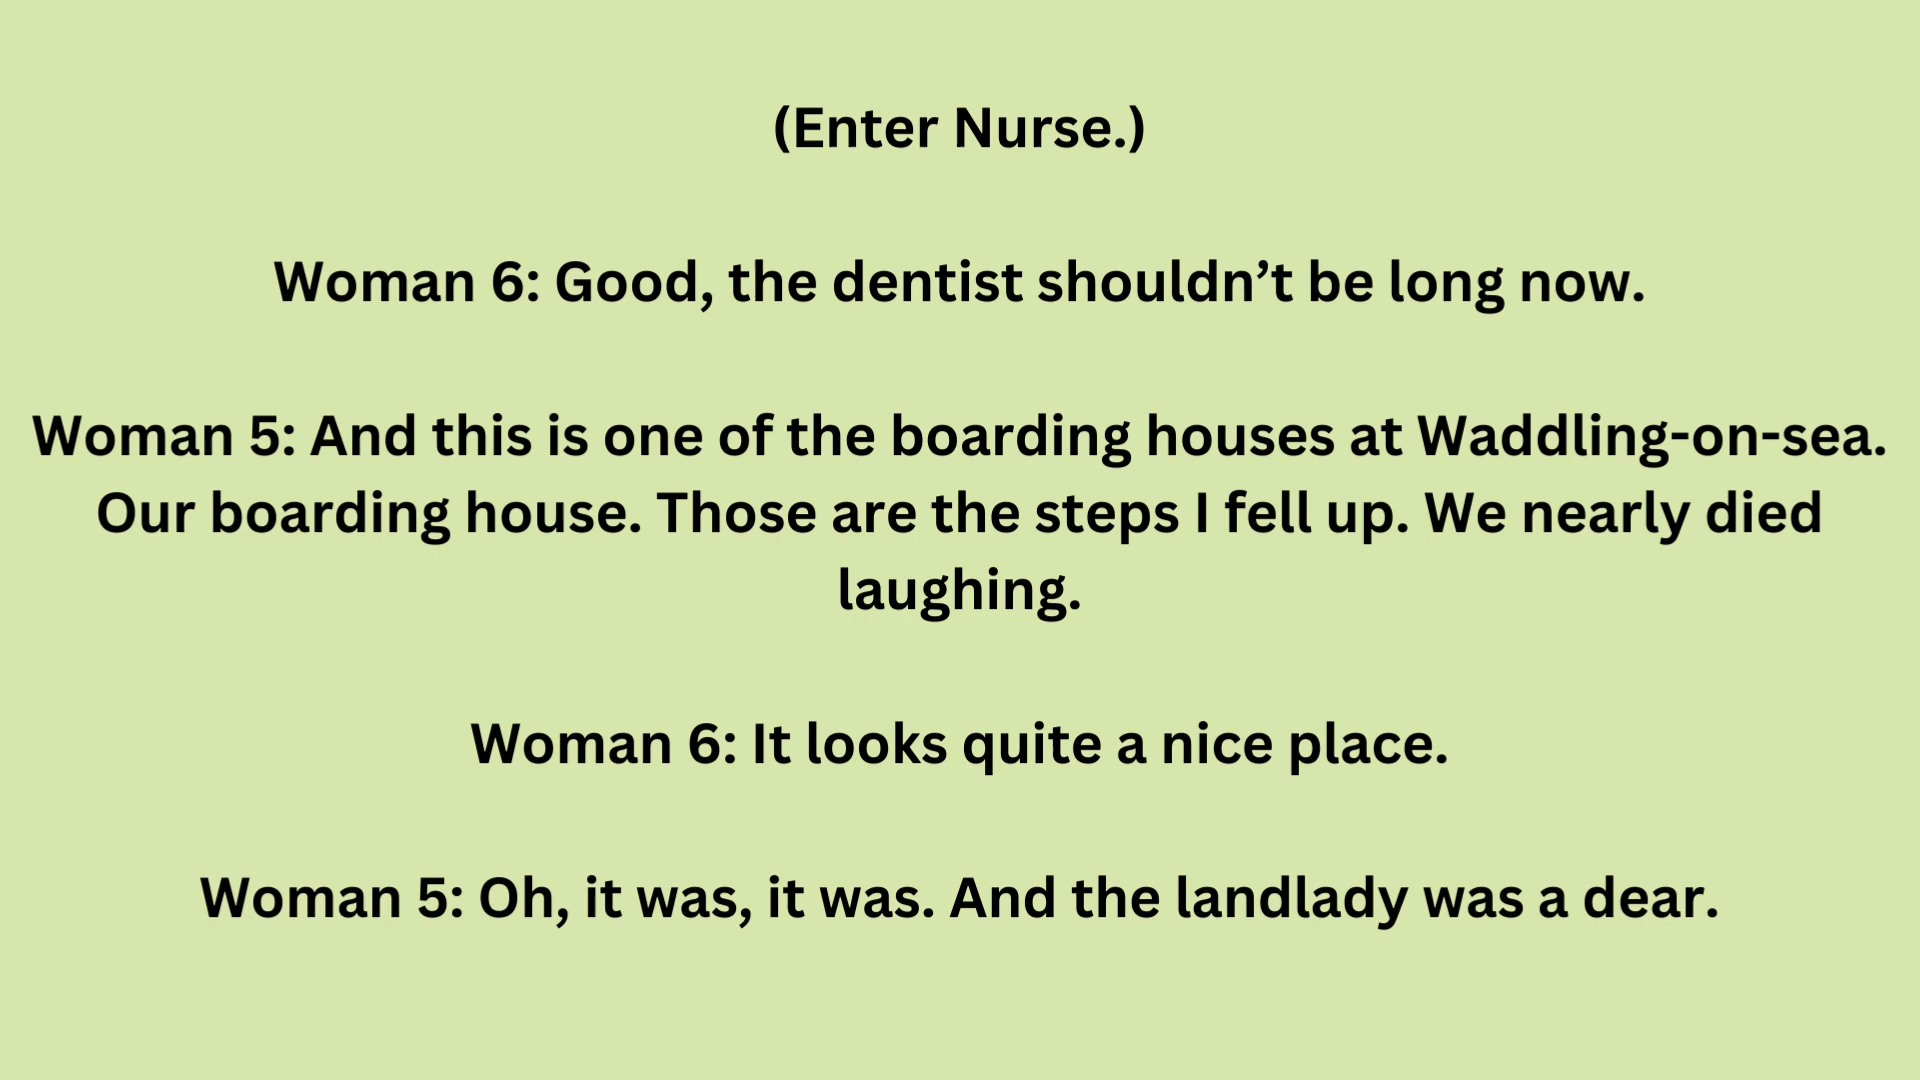 (Enter Nurse.)
Woman 6: Good, the dentist shouldn’t be long now.
Woman 5: And this is one of the boarding houses at Waddling-on-sea.
Our boarding house. Those are the steps I fell up. We nearly died
laughing.
Woman 6: It looks quite a nice place.
Woman 5: Oh, it was, it was. And the landlady was a dear.